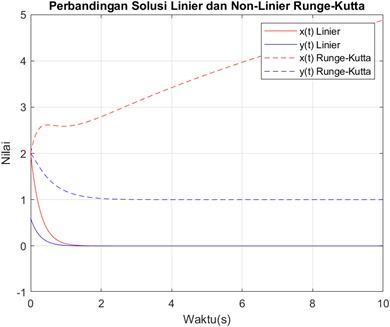 Perbandingan Solusi Linier dan Non-Linier Runge-Kutta
x(t) Linier
y(t) Linier
x(t) Runge-Kutta
y(t) Runge-Kutta
Nilai
5
4
3
2
1
0
-1
0 2 4 6 8 10
Waktu(s)